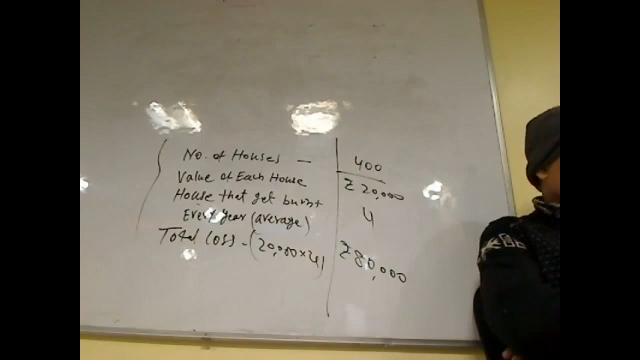 No. of Houses — 400
Value of Each House ₹ 20,000
House that get burnt
Every year (average) 4
Total Loss - (20,000 x 4) ₹80,000